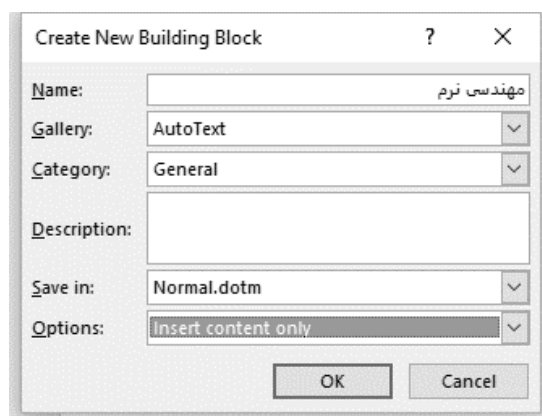 Create New Building Block ? X
Name: مهندسی نرم
Gallery: AutoText
Category: General
Description:
Save in: Normal.dotm
Options: Insert content only
OK Cancel